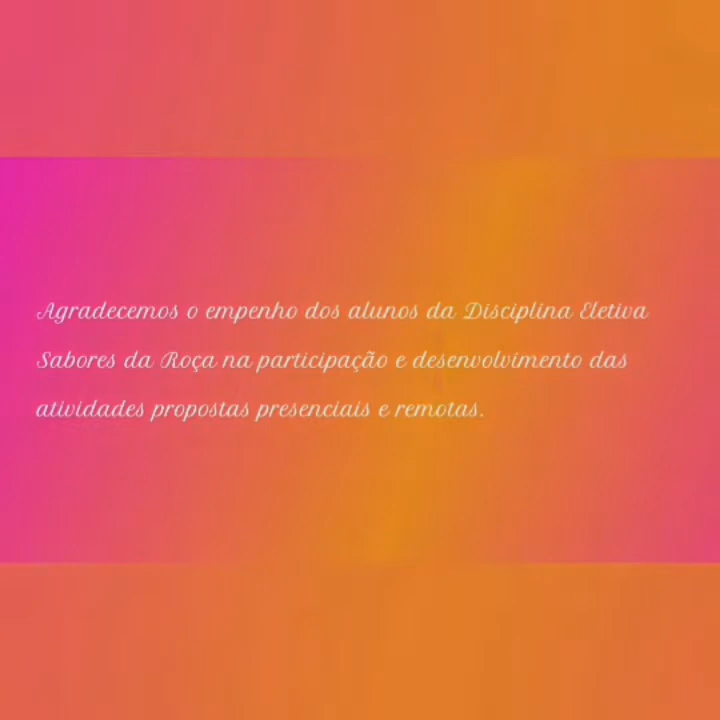 Agradecemos o empenho dos alunos da Disciplina Eletiva
Sabores da Roça na participação e desenvolvimento das
atividades propostas presenciais e remotas.